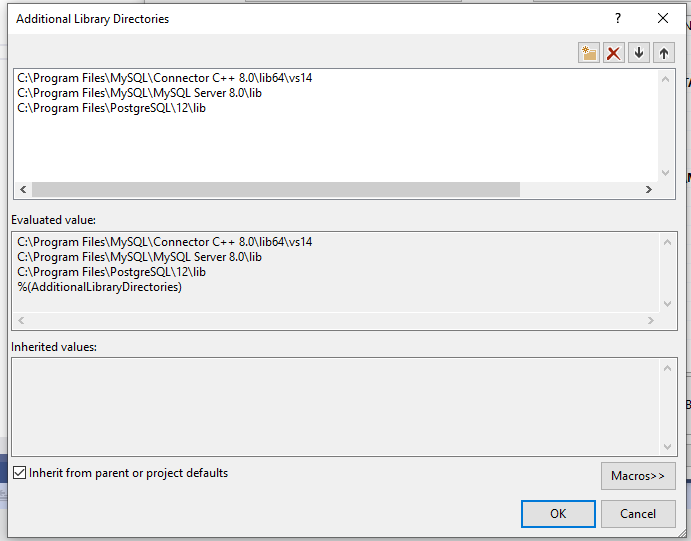 Additional Library Directories
?
C:\Program Files\MySQL\Connector C++ 8.0\lib64\vs14
C:\Program Files\MySQL\MySQL Server 8.0\lib
C:\Program Files\PostgreSQL\12\lib
Evaluated value:
C:\Program Files\MySQL\Connector C++ 8.0\lib64\vs14
C:\Program Files\MySQL\MySQL Server 8.0\lib
C:\Program Files\PostgreSQL\12\lib
%(AdditionalLibraryDirectories)
Inherited values:
Inherit from parent or project defaults
Macros>>
OK
Cancel